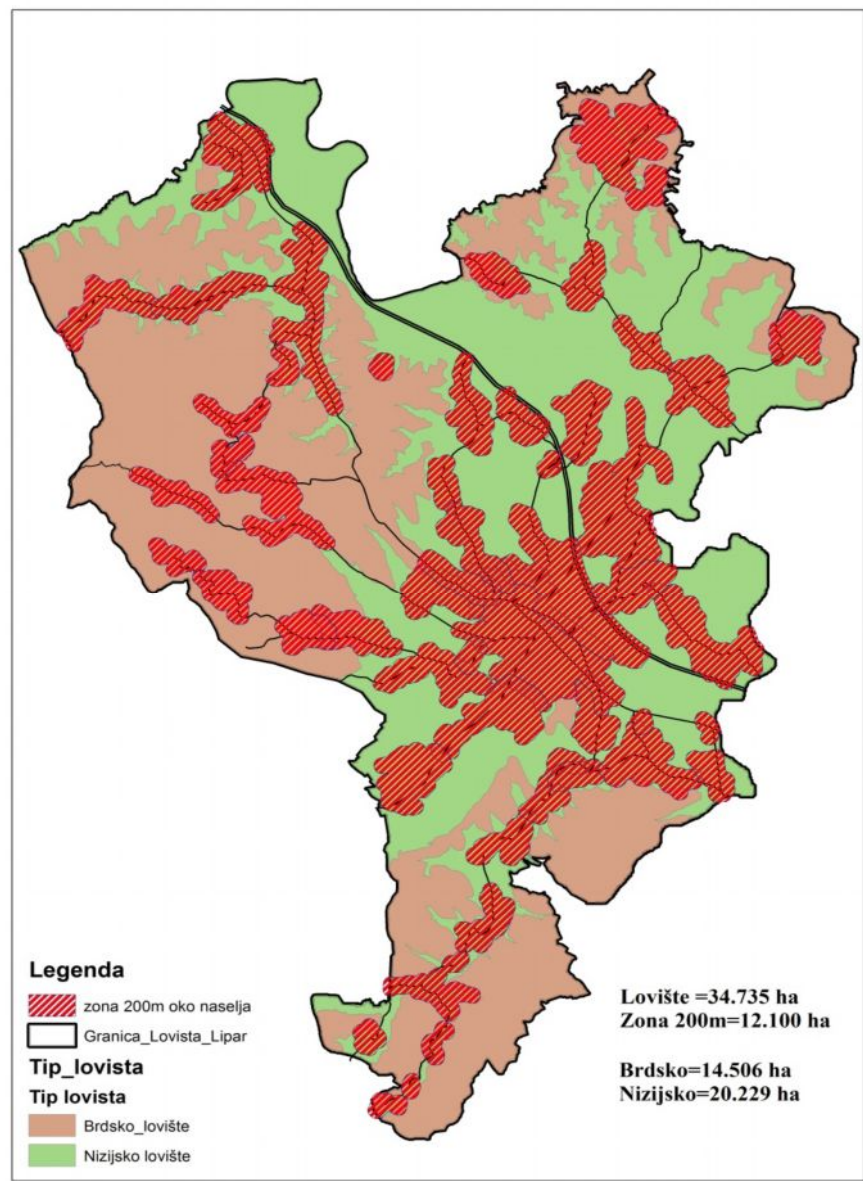 Legenda
zona 200m oko naselja
Granica_Lovista_Lipar
Tip_lovista
Tip lovista
Brdsko_lovište
Nizijsko lovište
Lovište =34.735 ha
Zona 200m=12.100 ha
Brdsko=14.506 ha
Nizijsko=20.229 ha